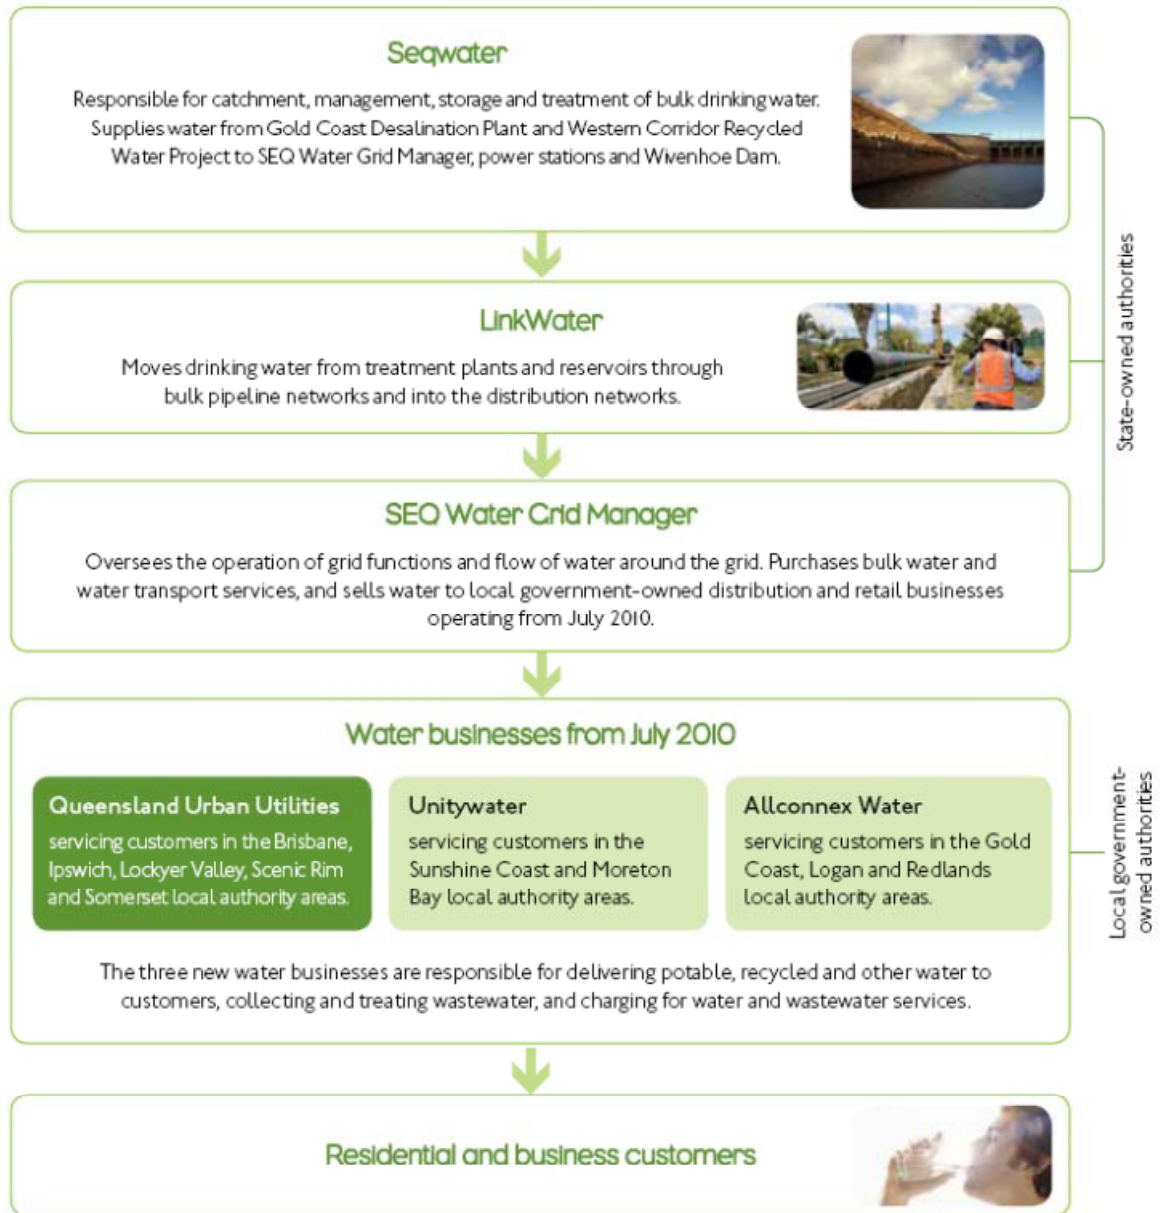 Seqwater
Responsible for catchment, management, storage and treatment of bulk drinking water.
Supplies water from Gold Coast Desalination Plant and Western Corridor Recycled
Water Project to SEQ Water Grid Manager, power stations and Wivenhoe Dam.
LinkWater
Moves drinking water from treatment plants and reservoirs through
bulk pipeline networks and into the distribution networks.
SEQ Water Grid Manager
Oversees the operation of grid functions and flow of water around the grid. Purchases bulk water and
water transport services, and sells water to local government-owned distribution and retail businesses
operating from July 2010.
State-owned authorities
Water businesses from July 2010
Queensland Urban Utilities
servicing customers in the Brisbane,
Ipswich, Lockyer Valley, Scenic Rim
and Somerset local authority areas.
Unitywater
servicing customers in the
Sunshine Coast and Moreton
Bay local authority areas.
Allconnex Water
servicing customers in the Gold
Coast, Logan and Redlands
local authority areas.
The three new water businesses are responsible for delivering potable, recycled and other water to
customers, collecting and treating wastewater, and charging for water and wastewater services.
Local government-
owned authorities
Residential and business customers